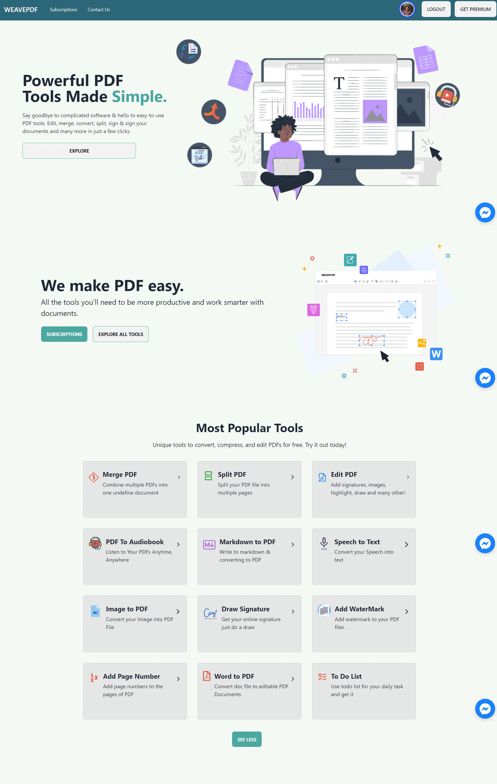 WEAVEPDF Subscriptions Contact Us LOGOUT GET PREMIUM
Powerful PDF
Tools Made Simple.
Say goodbye to complicated software & hello to easy-to-use
PDF tools. Edit, merge, convert, split, sign & sign your
documents and many more in just a few clicks.
EXPLORE
T
We make PDF easy.
All the tools you'll need to be more productive and work smarter with
documents.
SUBSCRIPTIONS EXPLORE ALL TOOLS
WEAVEPDF
W
Most Popular Tools
Unique tools to convert, compress, and edit PDFs for free. Try it out today!
Merge PDF
Combine multiple PDFs into
one undefine document
Split PDF
Split your PDF file into
multiple pages
Edit PDF
Add signatures, images,
highlight, draw and many other!
PDF To Audiobook
Listen to Your PDFs Anytime,
Anywhere
Markdown to PDF
Write to markdown &
converting to PDF
Speech to Text
Convert your Speech into
text
Image to PDF
Convert your Image into PDF
File
Draw Signature
Get your online signature
just do a draw
Add WaterMark
Add watermark to your PDF
files.
Add Page Number
Add page numbers to the
pages of PDF
Word to PDF
Convert doc file to editable PDF
Documents
To Do List
Use todo list for your daily task
and get it
SEE LESS